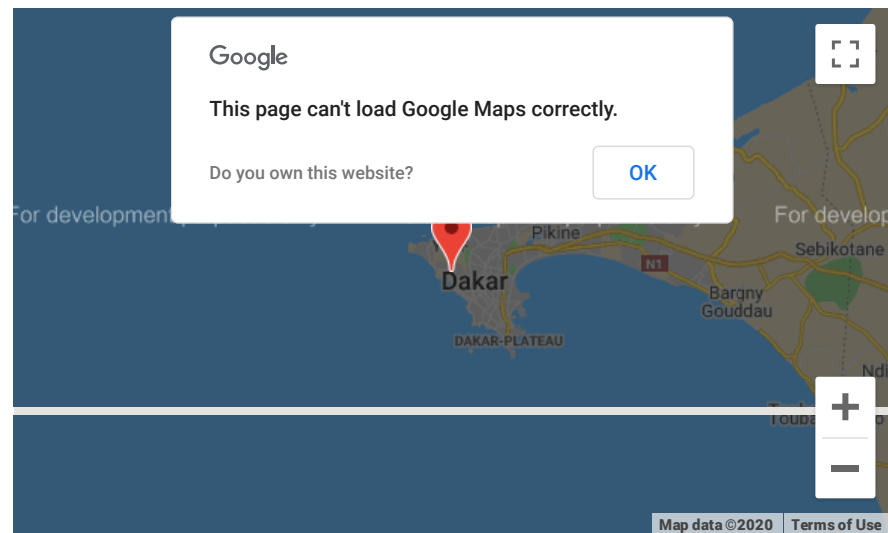 Google
This page can't load Google Maps correctly.
Do you own this website?
OK
For development
For develop
Pikine
Sebikotane
N1
Dakar
Bargny
Gouddau
DAKAR-PLATEAU
Map data ©2020
Terms of Use